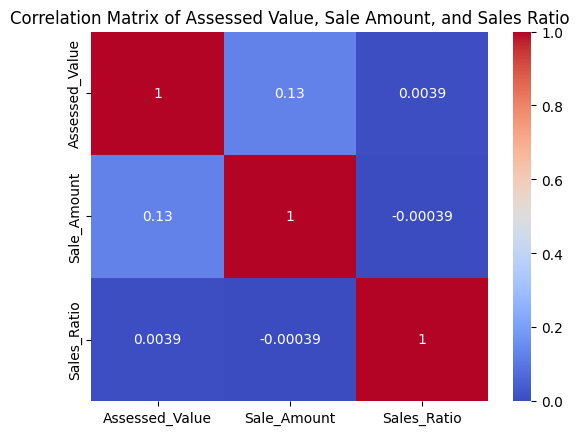 Correlation Matrix of Assessed Value, Sale Amount, and Sales Ratio
Assessed_Value
1
0.13
0.0039
Sale_Amount
0.13
1
-0.00039
Sales_Ratio
0.0039
-0.00039
1
Assessed_Value
Sale_Amount
Sales_Ratio
1.0
0.8
0.6
0.4
0.2
0.0